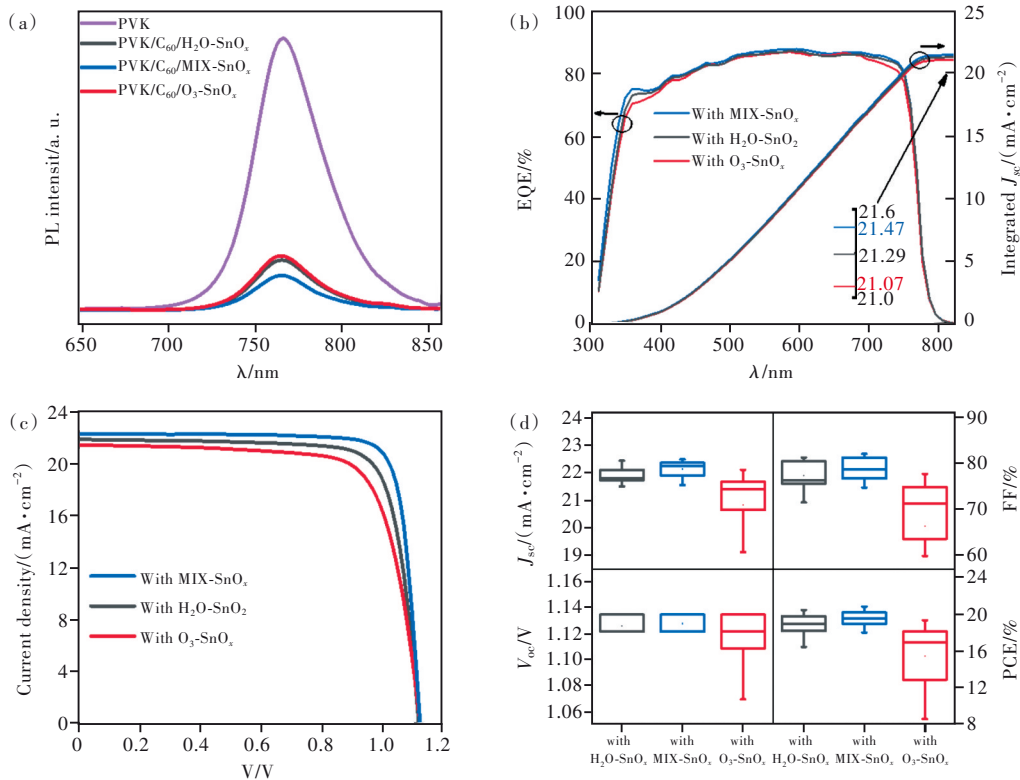 (a)
PVK
PVK/C₆₀/H₂O-SnOₓ
PVK/C₆₀/MIX-SnOₓ
PVK/C₆₀/O₃-SnOₓ
PL intensit/a. u.
650 700 750 800 850
λ/nm
(b)
100
80
60
40
20
0
EQE/%
With MIX-SnOₓ
With H₂O-SnO₂
With O₃-SnOₓ
21.6
21.47
21.29
21.07
21.0
25
20
15
10
5
0
Integrated Jsc/(mA·cm⁻²)
300 400 500 600 700 800
λ/nm
(c)
24
20
16
12
8
4
0
Current density/(mA·cm⁻²)
With MIX-SnOₓ
With H₂O-SnO₂
With O₃-SnOₓ
0 0.2 0.4 0.6 0.8 1.0 1.2
V/V
(d)
24
23
22
21
20
19
Jsc/(mA·cm⁻²)
90
80
70
60
FF/%
1.16
1.14
1.12
1.10
1.08
1.06
Voc/V
24
20
16
12
8
PCE/%
with with with with with with
H₂O-SnOₓ MIX-SnOₓ O₃-SnOₓ H₂O-SnOₓ MIX-SnOₓ O₃-SnOₓ